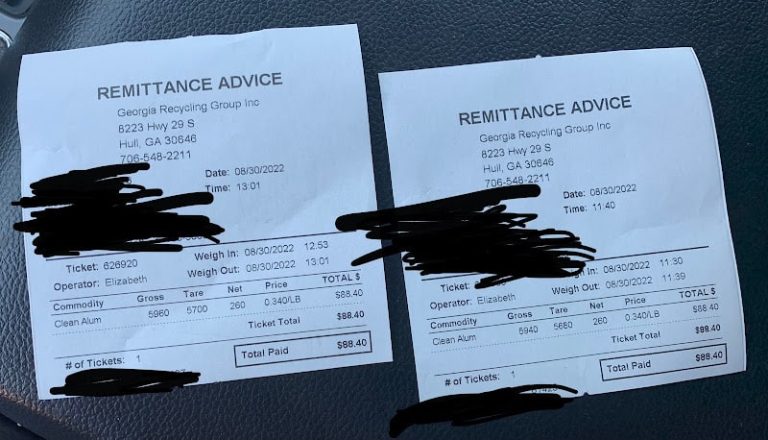 REMITTANCE ADVICE
Georgia Recycling Group Inc
8223 Hwy 29 S
Hull, GA 30646
706-548-2211
Date: 08/30/2022
Time: 13:01
Ticket: 626920
Weigh In: 08/30/2022 12:53
Operator: Elizabeth
Weigh Out: 08/30/2022 13:01
Commodity Gross Tare Net Price TOTAL $
Clean Alum 5960 5700 260 0.340/LB $88.40
Ticket Total $88.40
# of Tickets: 1
Total Paid $88.40
REMITTANCE ADVICE
Georgia Recycling Group Inc
8223 Hwy 29 S
Hull, GA 30646
706-548-2211
Date: 08/30/2022
Time: 11:40
Ticket:
Weigh In: 08/30/2022 11:30
Operator: Elizabeth
Weigh Out: 08/30/2022 11:39
Commodity Gross Tare Net Price TOTAL $
Clean Alum 5940 5680 260 0.340/LB $88.40
Ticket Total $88.40
# of Tickets: 1
Total Paid $88.40